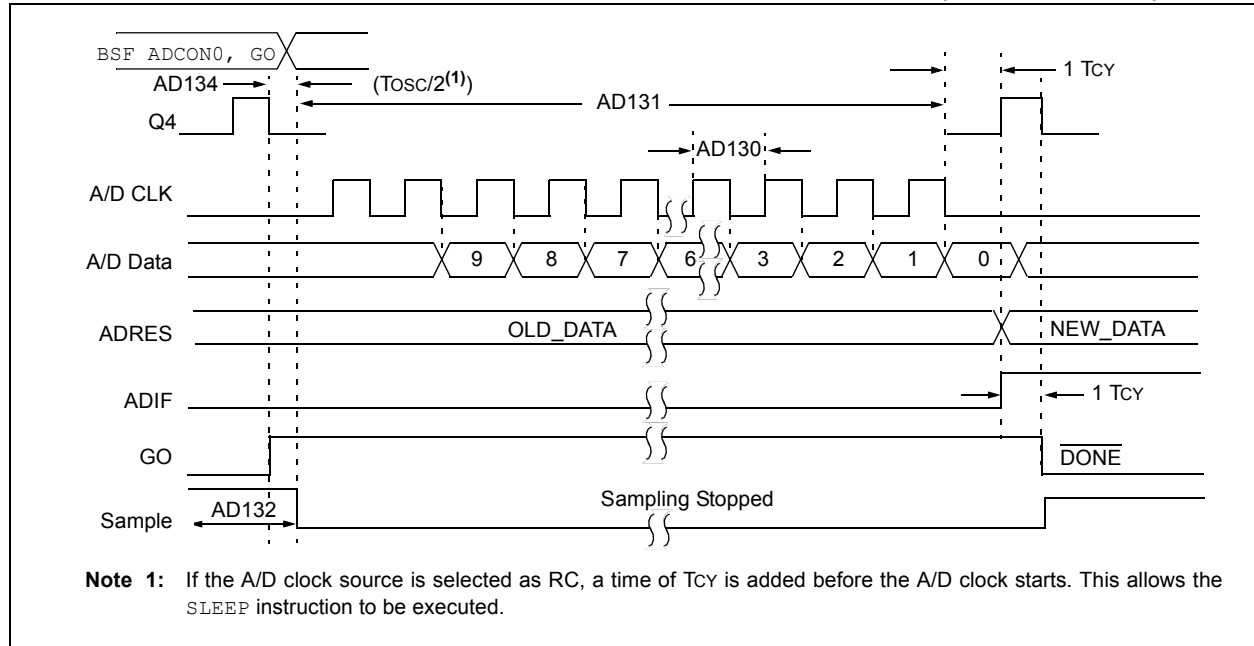 BSF ADCON0, GO
AD134 (TOSC/2(1)) 1 TCY
AD131
Q4
AD130
A/D CLK
A/D Data 9 8 7 6 3 2 1 0
ADRES OLD_DATA NEW_DATA
ADIF 1 TCY
GO DONE
Sample AD132 Sampling Stopped
Note 1: If the A/D clock source is selected as RC, a time of TCY is added before the A/D clock starts. This allows the
SLEEP instruction to be executed.